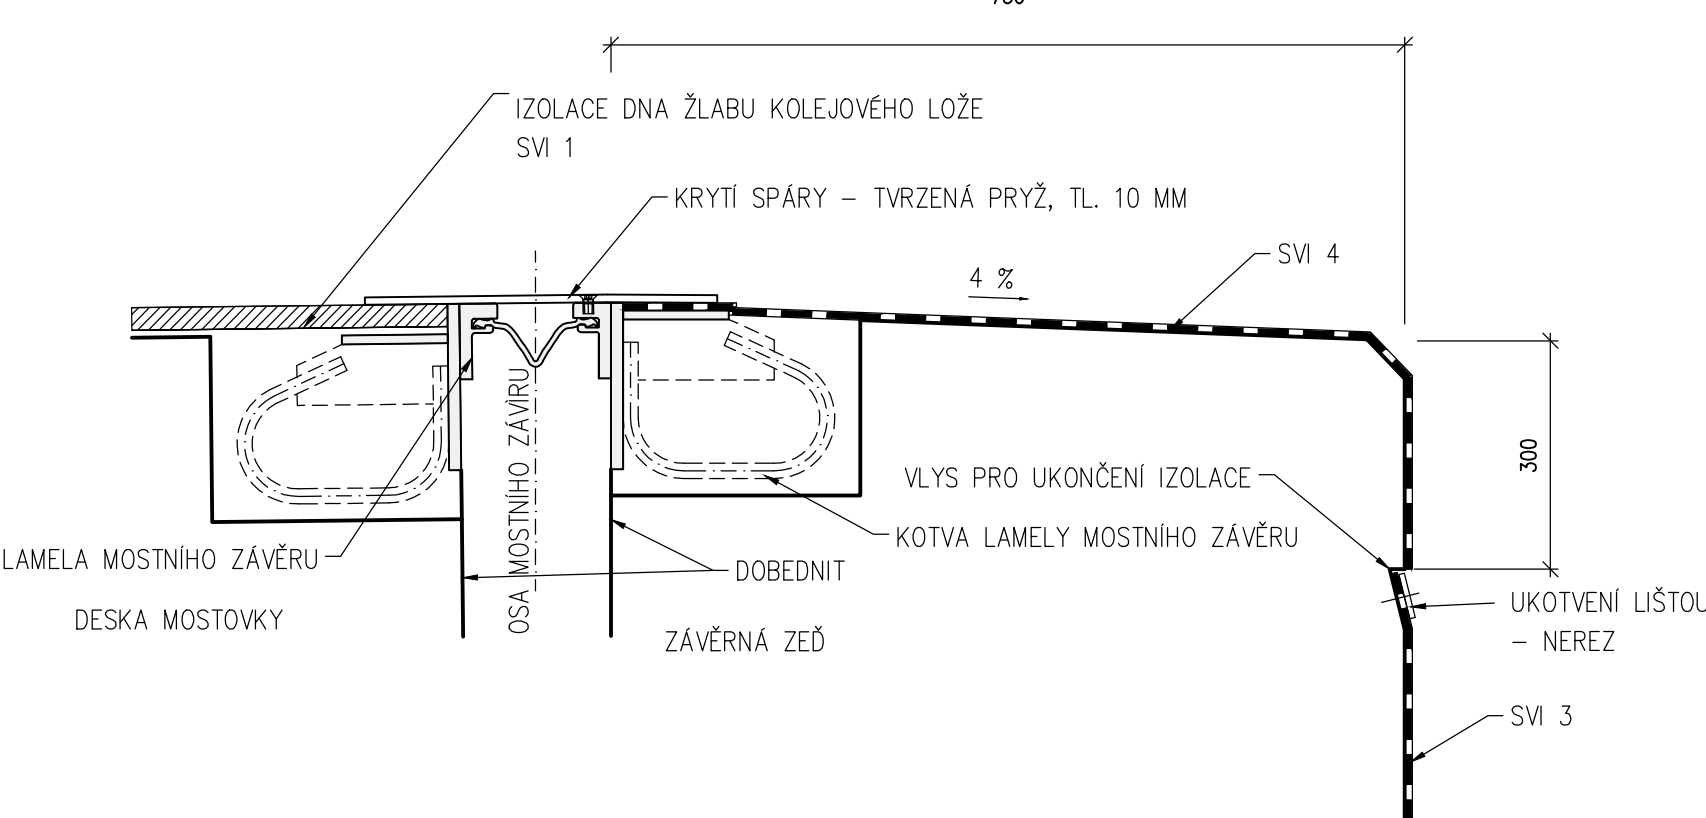 IZOLACE DNA ŽLABU KOLEJOVÉHO LOŽE
SVI 1
KRYTÍ SPÁRY – TVRZENÁ PRYŽ, TL. 10 MM
SVI 4
4 %
300
VLYS PRO UKONČENÍ IZOLACE
KOTVA LAMELY MOSTNÍHO ZÁVĚRU
LAMELA MOSTNÍHO ZÁVĚRU
OSA MOSTNÍHO ZÁVĚRU
DOBEDNIT
DESKA MOSTOVKY
ZÁVĚRNÁ ZEĎ
UKOTVENÍ LIŠTOU
– NEREZ
SVI 3